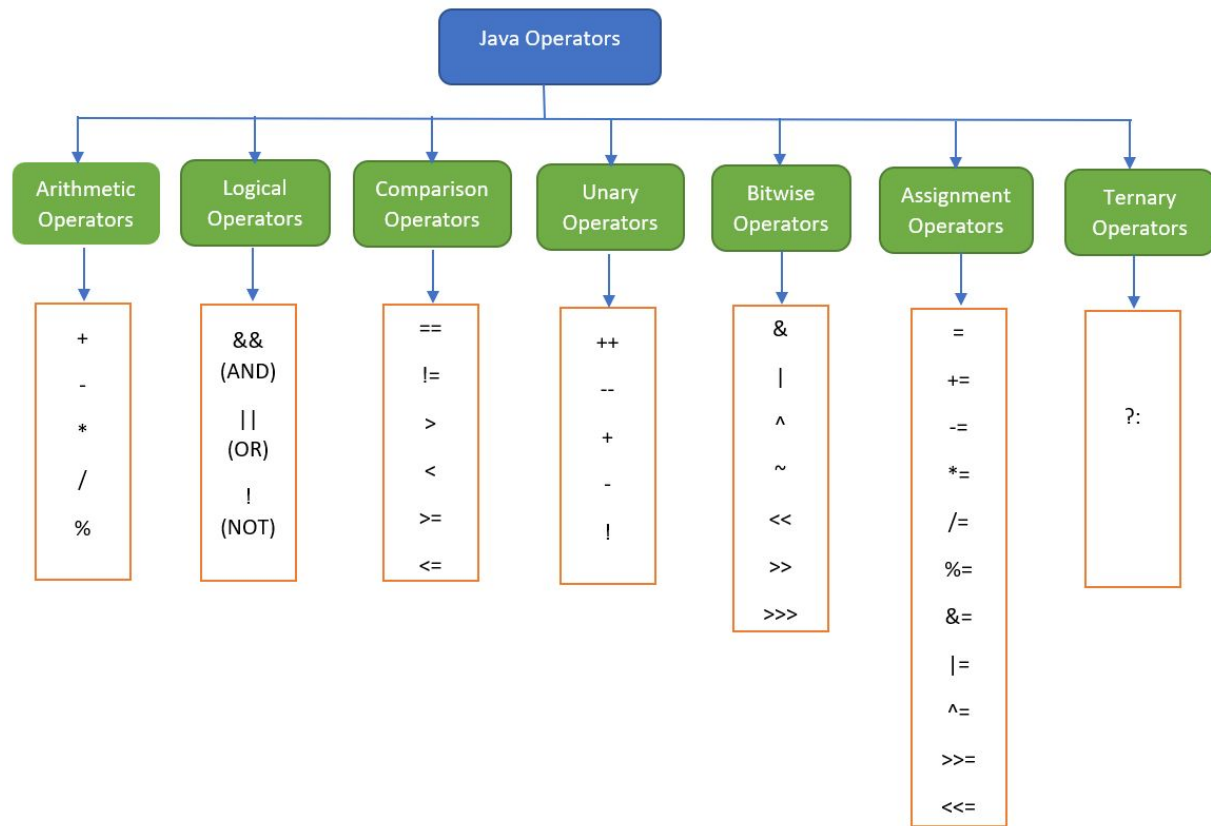 Java Operators
Arithmetic
Operators
Logical
Operators
Comparison
Operators
Unary
Operators
Bitwise
Operators
Assignment
Operators
Ternary
Operators
+
-
*
/
%
&&
(AND)
||
(OR)
!
(NOT)
==
!=
>
<
>=
<=
++
--
+
-
!
&
|
^
~
<<
>>
>>>
=
+=
-=
*=
/=
%=
&=
|=
^=
>>=
<<=
?: